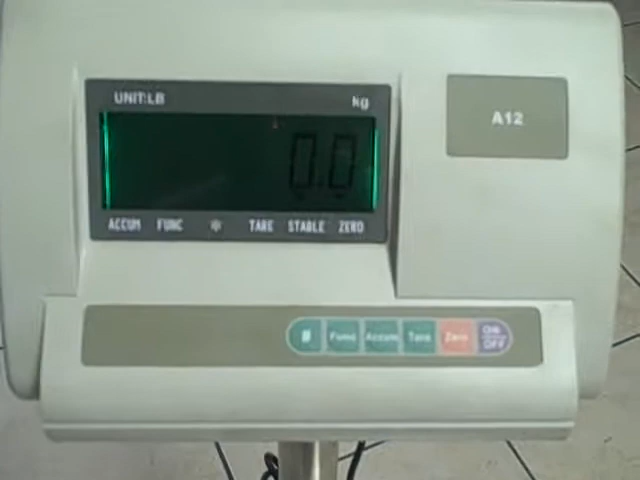 UNIT:LB kg
A12
0.0
ACCUM FUNC ✻ TARE STABLE ZERO
# Func Accum Tare Zero ON/OFF